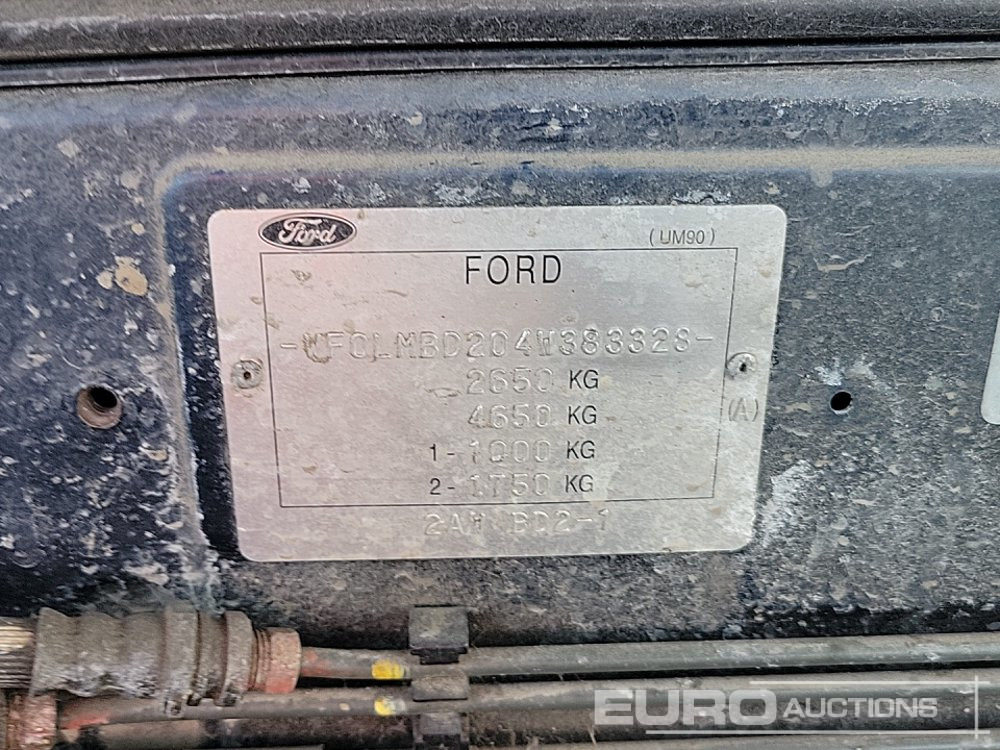 Ford
(UM90)
FORD
-WF0LMBD204W383328-
2650 KG
4650 KG
(A)
1- 1000 KG
2- 1750 KG
2AW BD2-1
EURO AUCTIONS